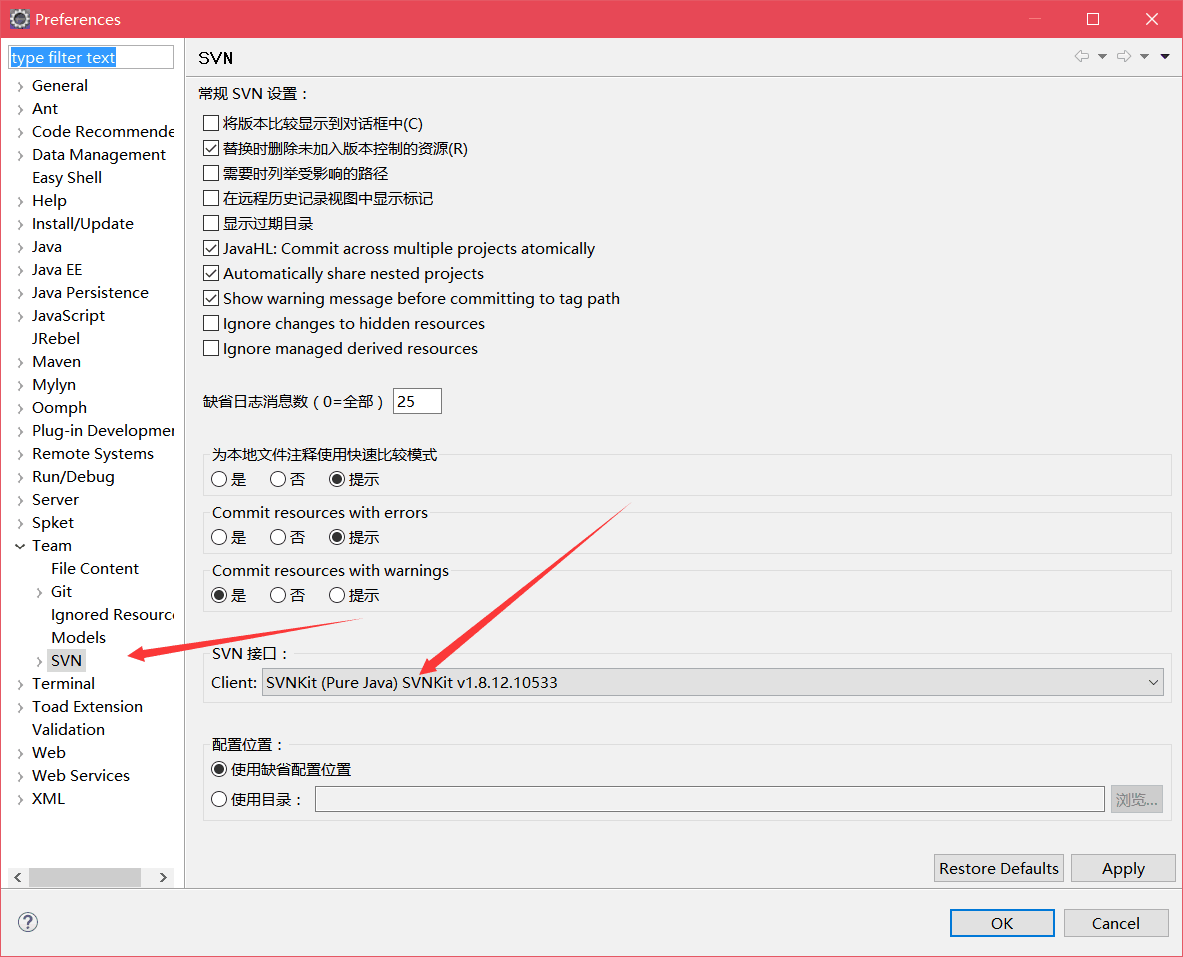 Preferences
type filter text
General
Ant
Code Recommende
Data Management
Easy Shell
Help
Install/Update
Java
Java EE
Java Persistence
JavaScript
JRebel
Maven
Mylyn
Oomph
Plug-in Developmer
Remote Systems
Run/Debug
Server
Spket
Team
File Content
Git
Ignored Resourc
Models
SVN
Terminal
Toad Extension
Validation
Web
Web Services
XML
SVN
常规 SVN 设置：
将版本比较显示到对话框中(C)
替换时删除未加入版本控制的资源(R)
需要时列举受影响的路径
在远程历史记录视图中显示标记
显示过期目录
JavaHL: Commit across multiple projects atomically
Automatically share nested projects
Show warning message before committing to tag path
Ignore changes to hidden resources
Ignore managed derived resources
缺省日志消息数（0=全部） 25
为本地文件注释使用快速比较模式
是 否 提示
Commit resources with errors
是 否 提示
Commit resources with warnings
是 否 提示
SVN 接口：
Client: SVNKit (Pure Java) SVNKit v1.8.12.10533
配置位置：
使用缺省配置位置
使用目录： 浏览...
Restore Defaults Apply
? OK Cancel